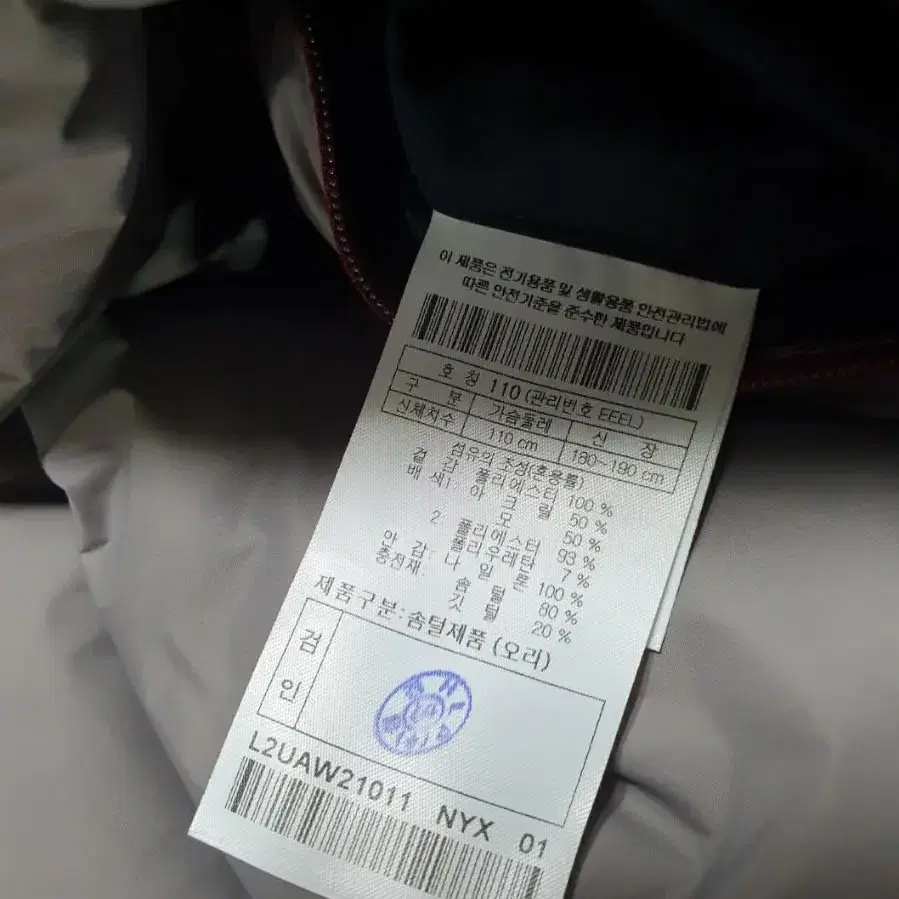 이 제품은 전기용품 및 생활용품 안전관리법에
따른 안전기준을 준수한 제품입니다
호 칭 110 (관리번호 EEEL)
구 분 가슴둘레 신 장
신체치수 110 cm 180~190 cm
섬유의 조성(혼용률)
겉 감 폴리에스터 100 %
배 색1: 아 크 릴 50 %
모 50 %
2 폴리에스터 93 %
폴리우레탄 7 %
안 감: 나 일 론 100 %
충전재: 솜 털 80 %
깃 털 20 %
제품구분:솜털제품 (오리)
검
인
L2UAW21011 NYX 01